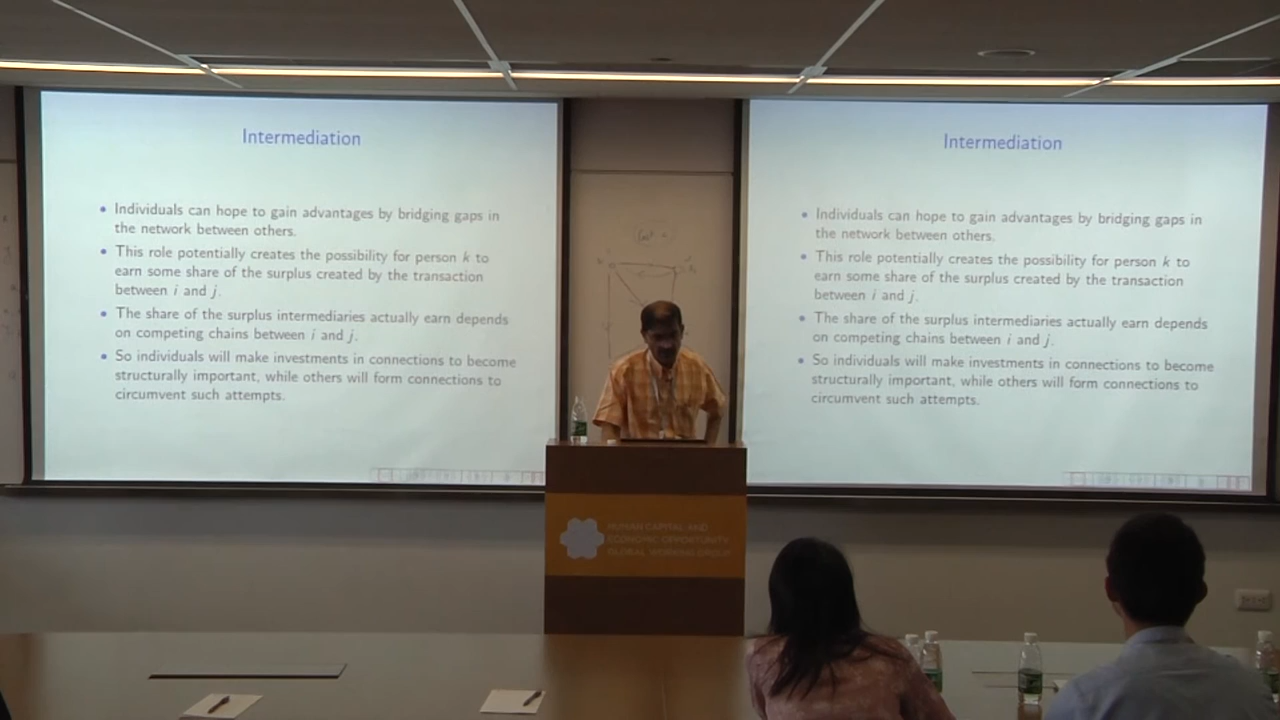 Intermediation
• Individuals can hope to gain advantages by bridging gaps in
the network between others.
• This role potentially creates the possibility for person k to
earn some share of the surplus created by the transaction
between i and j.
• The share of the surplus intermediaries actually earn depends
on competing chains between i and j.
• So individuals will make investments in connections to become
structurally important, while others will form connections to
circumvent such attempts.
Intermediation
• Individuals can hope to gain advantages by bridging gaps in
the network between others.
• This role potentially creates the possibility for person k to
earn some share of the surplus created by the transaction
between i and j.
• The share of the surplus intermediaries actually earn depends
on competing chains between i and j.
• So individuals will make investments in connections to become
structurally important, while others will form connections to
circumvent such attempts.
HUMAN CAPITAL AND
ECONOMIC OPPORTUNITY
GLOBAL WORKING GROUP